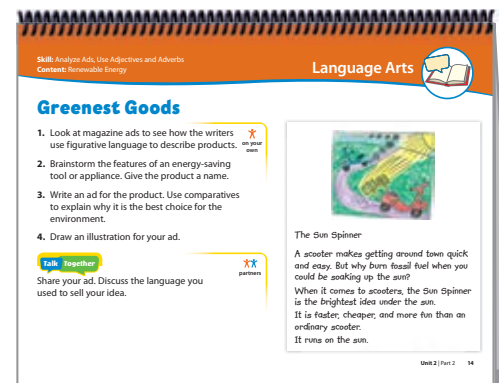 Skill: Analyze Ads, Use Adjectives and Adverbs
Content: Renewable Energy
Language Arts
Greenest Goods
1. Look at magazine ads to see how the writers
use figurative language to describe products.
on your
own
2. Brainstorm the features of an energy-saving
tool or appliance. Give the product a name.
3. Write an ad for the product. Use comparatives
to explain why it is the best choice for the
environment.
4. Draw an illustration for your ad.
Talk Together
partners
Share your ad. Discuss the language you
used to sell your idea.
The Sun Spinner
A scooter makes getting around town quick
and easy. But why burn fossil fuel when you
could be soaking up the sun?
When it comes to scooters, the Sun Spinner
is the brightest idea under the sun.
It is faster, cheaper, and more fun than an
ordinary scooter.
It runs on the sun.
Unit 2 | Part 2 14